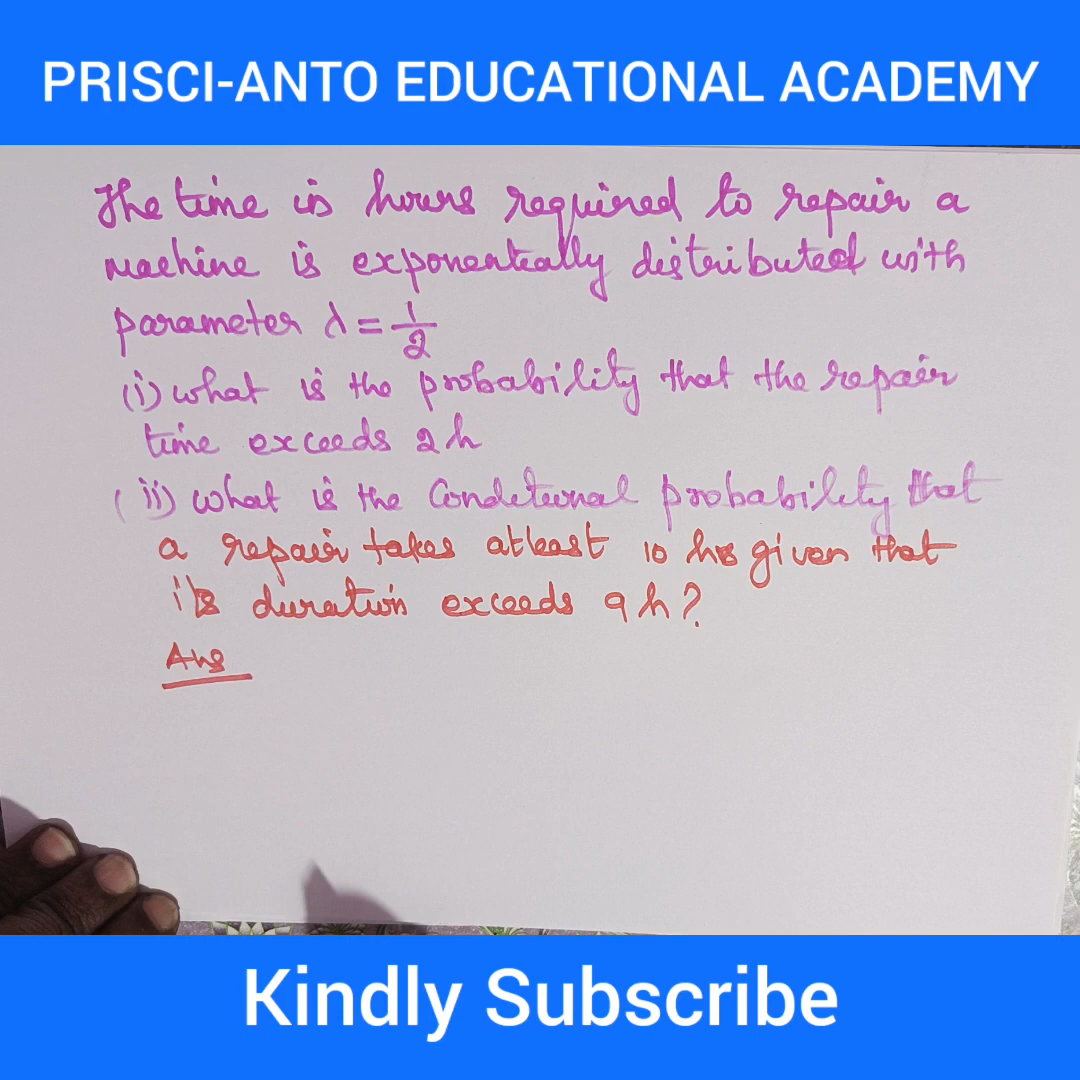 PRISCI-ANTO EDUCATIONAL ACADEMY
The time is hours required to repair a
machine is exponentially distributed with
parameter λ = 1/2
(i) what is the probability that the repair
time exceeds 2h
(ii) what is the Conditional probability that
a repair takes atleast 10 hrs given that
its duration exceeds 9h?
Ans
Kindly Subscribe